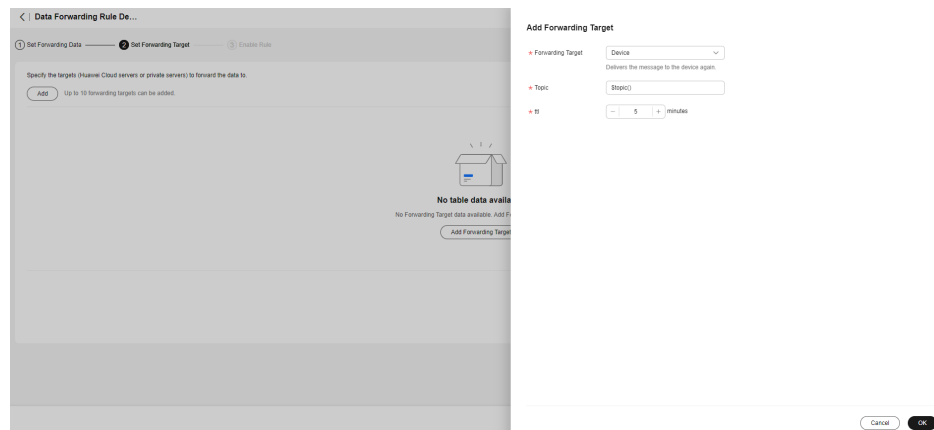 < | Data Forwarding Rule De...
1 Set Forwarding Data 2 Set Forwarding Target 3 Enable Rule
Specify the targets (Huawei Cloud servers or private servers) to forward the data to.
Add Up to 10 forwarding targets can be added.
No table data availa
No Forwarding Target data available. Add F
Add Forwarding Target
Add Forwarding Target
* Forwarding Target Device
Delivers the message to the device again.
* Topic $topic()
* ttl − 5 + minutes
Cancel OK